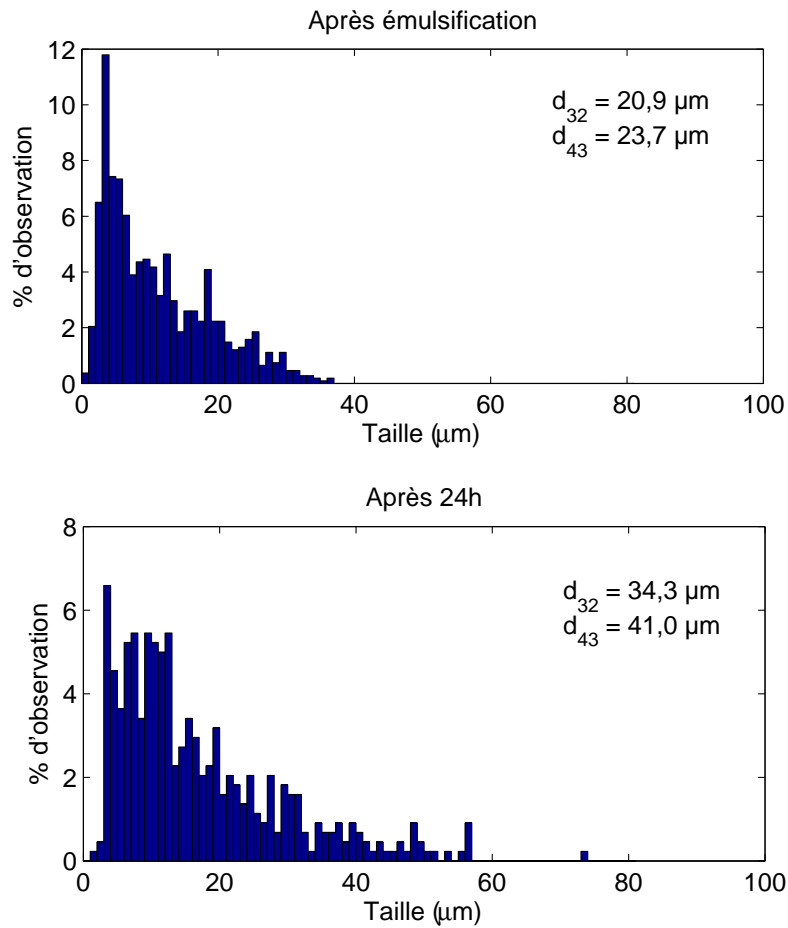 Après émulsification
12
10
8
6
4
2
0
% d'observation
d32 = 20,9 µm
d43 = 23,7 µm
0 20 40 60 80 100
Taille (µm)
Après 24h
8
6
4
2
0
% d'observation
d32 = 34,3 µm
d43 = 41,0 µm
0 20 40 60 80 100
Taille (µm)